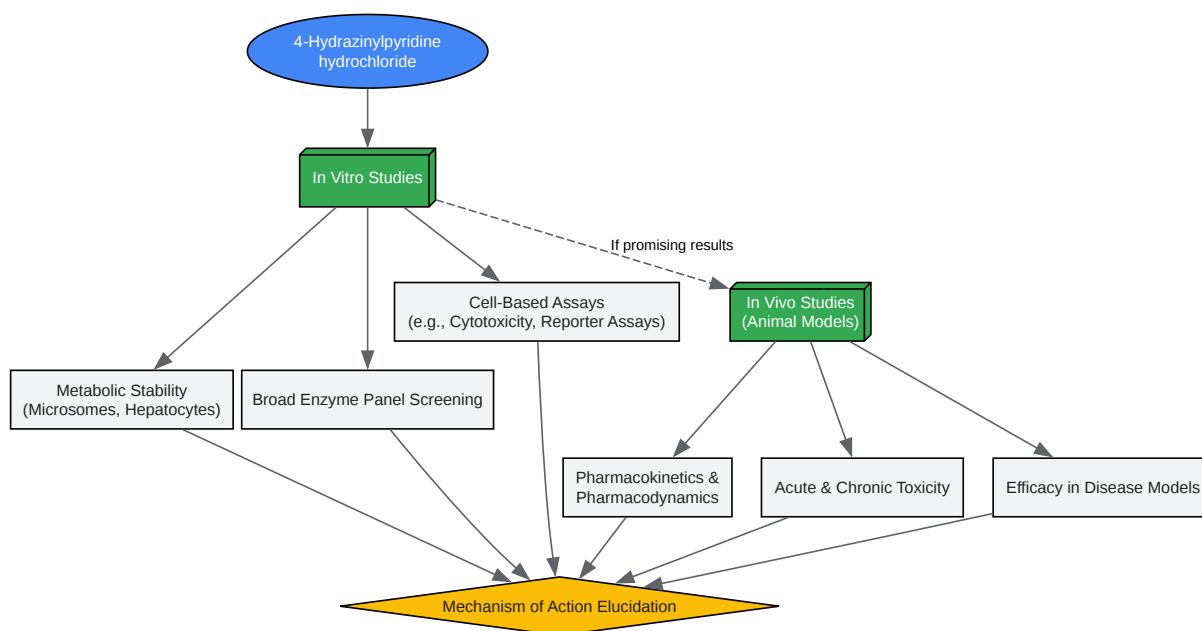 4-Hydrazinylpyridine
hydrochloride
In Vitro Studies
If promising results
Cell-Based Assays
(e.g., Cytotoxicity, Reporter Assays)
In Vivo Studies
(Animal Models)
Metabolic Stability
(Microsomes, Hepatocytes)
Broad Enzyme Panel Screening
Pharmacokinetics &
Pharmacodynamics
Acute & Chronic Toxicity
Efficacy in Disease Models
Mechanism of Action Elucidation